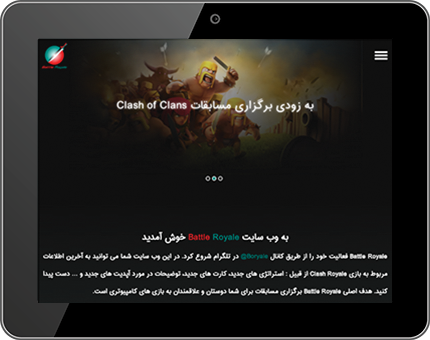 Battle Royale
به زودی برگزاری مسابقات Clash of Clans
به وب سایت Battle Royale خوش آمدید
Battle Royale فعالیت خود را از طریق کانال @Boryale در تلگرام شروع کرد. در این وب سایت شما می توانید به آخرین اطلاعات
مربوط به بازی Clash Royale از قبیل : استراتژی های جدید، کارت های جدید، توضیحات در مورد آپدیت های جدید و ... دست پیدا
کنید. هدف اصلی Battle Royale برگزاری مسابقات برای شما دوستان و علاقمندان به بازی های کامپیوتری است.